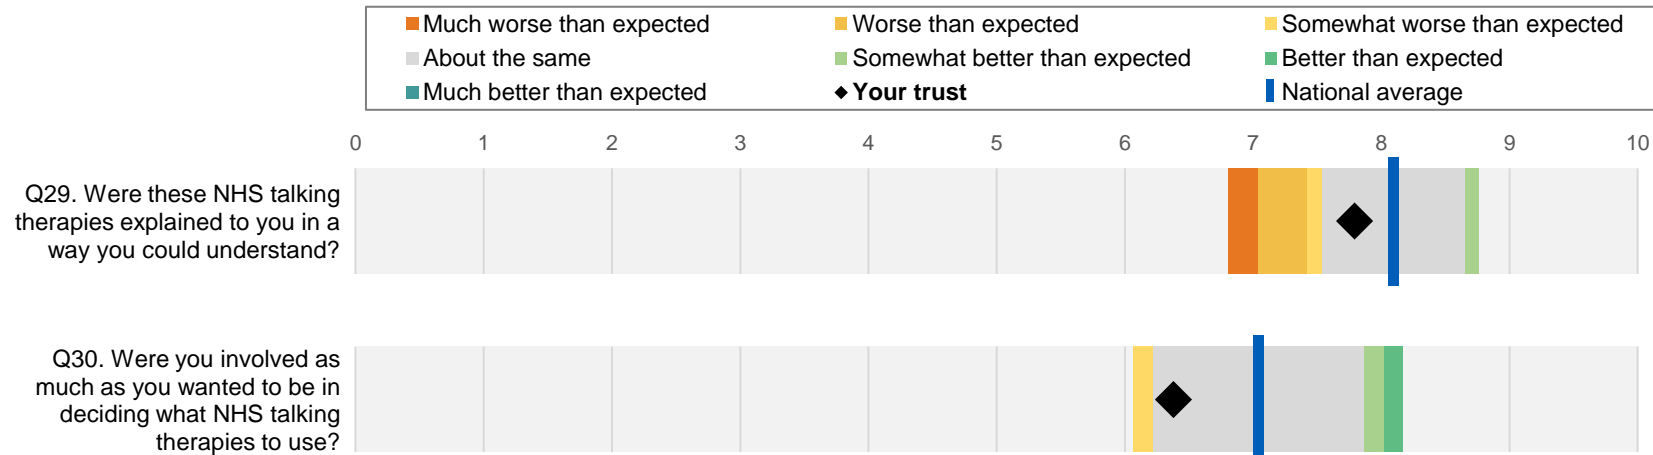 Much worse than expected
Worse than expected
Somewhat worse than expected
About the same
Somewhat better than expected
Better than expected
Much better than expected
Your trust
National average
0 1 2 3 4 5 6 7 8 9 10
Q29. Were these NHS talking
therapies explained to you in a
way you could understand?
Q30. Were you involved as
much as you wanted to be in
deciding what NHS talking
therapies to use?